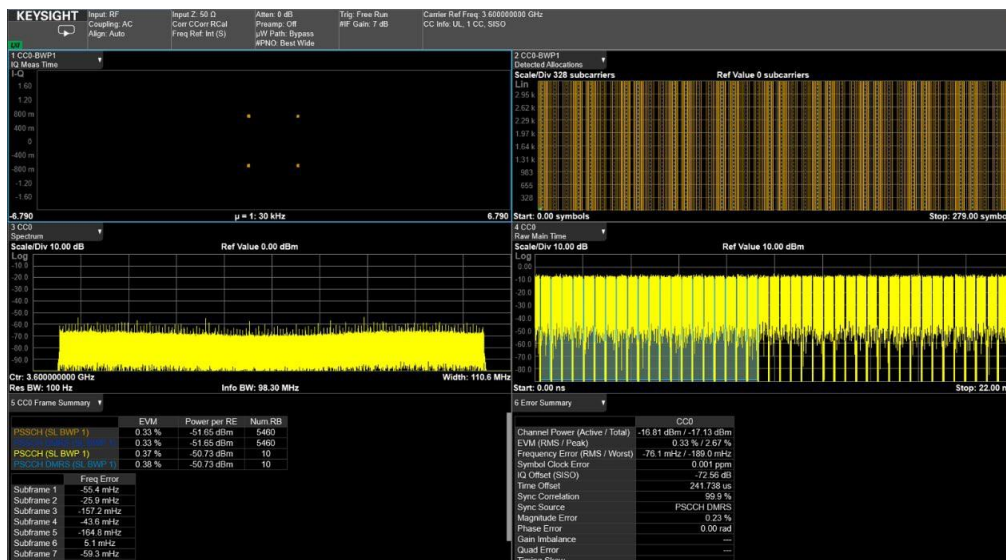 KEYSIGHT Input: RF Input Z: 50 Ω Atten: 0 dB Trig: Free Run Carrier Ref Freq: 3.600000000 GHz
Coupling: AC Corr CCorr RCal Preamp: Off #IF Gain: 7 dB CC Info: UL, 1 CC, SISO
Align: Auto Freq Ref: Int (S) µW Path: Bypass
#PNO: Best Wide
1 CC0-BWP1
IQ Meas Time
I-Q
1.60
1.20
800 m
400 m
0
-400 m
-800 m
-1.20
-1.60
-6.790 µ = 1: 30 kHz 6.790
2 CC0-BWP1
Detected Allocations
Scale/Div 328 subcarriers Ref Value 0 subcarriers
Lin
2.95 k
2.62 k
2.29 k
1.97 k
1.64 k
1.31 k
983
655
328
Start: 0.00 symbols Stop: 279.00 symbo
3 CC0
Spectrum
Scale/Div 10.00 dB Ref Value 0.00 dBm
Log
-10.0
-20.0
-30.0
-40.0
-50.0
-60.0
-70.0
-80.0
-90.0
Ctr: 3.600000000 GHz Width: 110.6 MHz
Res BW: 100 Hz Info BW: 98.30 MHz
4 CC0
Raw Main Time
Scale/Div 10.00 dB Ref Value 10.00 dBm
Log
0.00
-10.0
-20.0
-30.0
-40.0
-50.0
-60.0
-70.0
-80.0
Start: 0.00 ns Stop: 22.00 m
5 CC0 Frame Summary
EVM Power per RE Num.RB
PSSCH (SL BWP 1) 0.33 % -51.65 dBm 5460
PSSCH DMRS (SL BWP 1) 0.33 % -51.65 dBm 5460
PSCCH (SL BWP 1) 0.37 % -50.73 dBm 10
PSCCH DMRS (SL BWP 1) 0.38 % -50.73 dBm 10
Freq Error
Subframe 1 -55.4 mHz
Subframe 2 -25.9 mHz
Subframe 3 -157.2 mHz
Subframe 4 -43.6 mHz
Subframe 5 -164.8 mHz
Subframe 6 5.1 mHz
Subframe 7 -59.3 mHz
6 Error Summary
CC0
Channel Power (Active / Total) -16.81 dBm / -17.13 dBm
EVM (RMS / Peak) 0.33 % / 2.67 %
Frequency Error (RMS / Worst) -76.1 mHz / -189.0 mHz
Symbol Clock Error 0.001 ppm
IQ Offset (SISO) -72.56 dB
Time Offset 241.738 us
Sync Correlation 99.9 %
Sync Source PSCCH DMRS
Magnitude Error 0.23 %
Phase Error 0.00 rad
Gain Imbalance ---
Quad Error ---